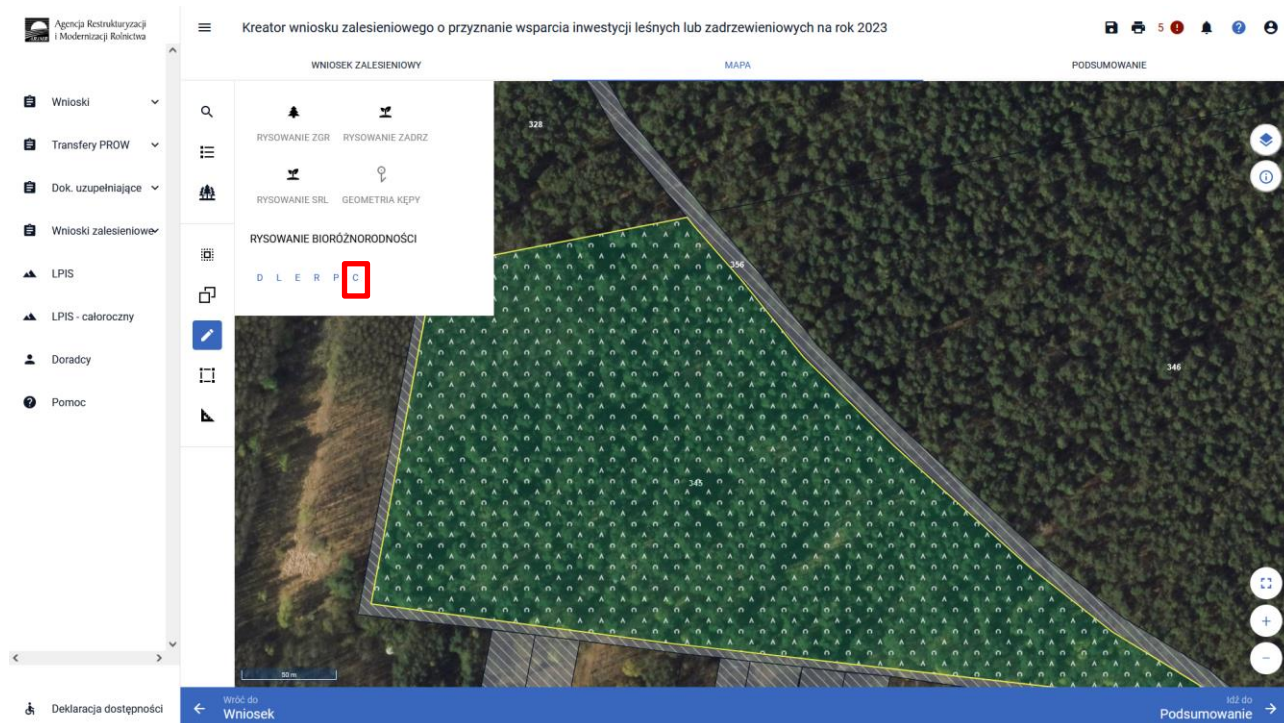 Agencja Restrukturyzacji
i Modernizacji Rolnictwa
Kreator wniosku zalesieniowego o przyznanie wsparcia inwestycji leśnych lub zadrzewieniowych na rok 2023
5
WNIOSEK ZALESIENIOWY
MAPA
PODSUMOWANIE
Wnioski
Transfery PROW
Dok. uzupełniające
Wnioski zalesieniowe
LPIS
LPIS - całoroczny
Doradcy
Pomoc
Deklaracja dostępności
RYSOWANIE ZGR RYSOWANIE ZADRZ
RYSOWANIE SRL GEOMETRIA KĘPY
RYSOWANIE BIORÓŻNORODNOŚCI
D L E R P C
328
356
346
345
50 m
Wróć do
Wniosek
Idź do
Podsumowanie